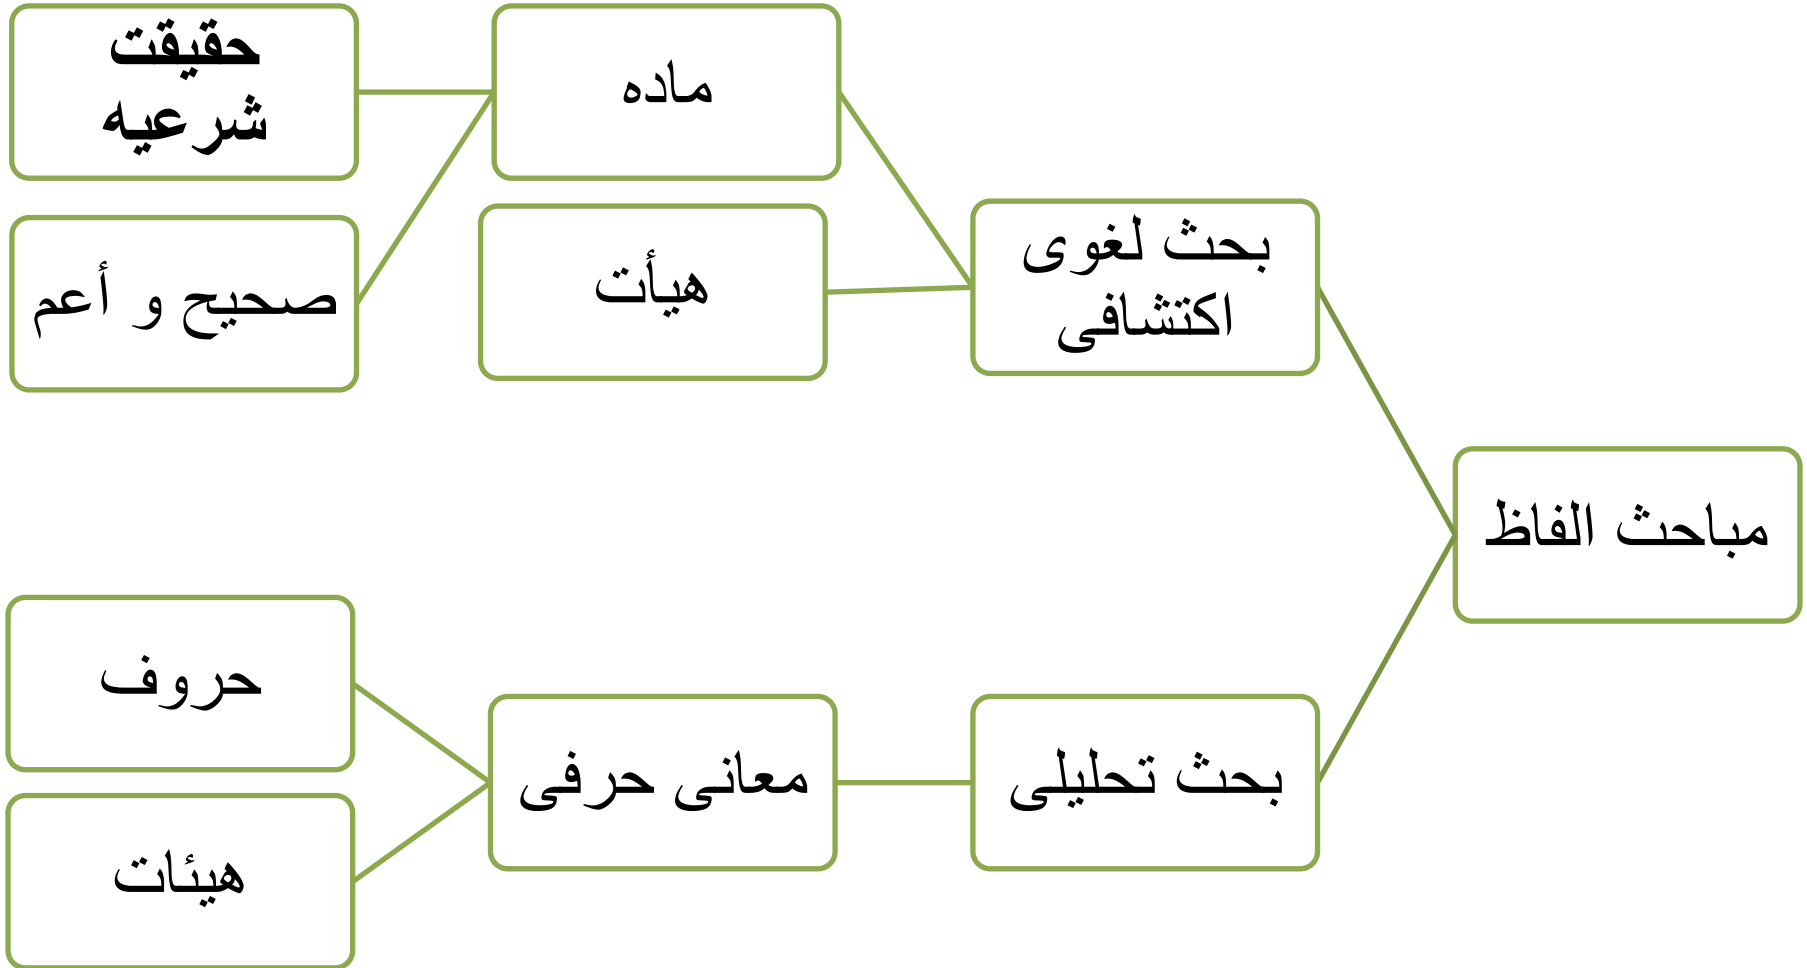 مباحث الفاظ
بحث لغوی
اکتشافی
ماده
حقیقت
شرعیه
صحیح و أعم
هیأت
بحث تحلیلی
معانی حرفی
حروف
هیئات